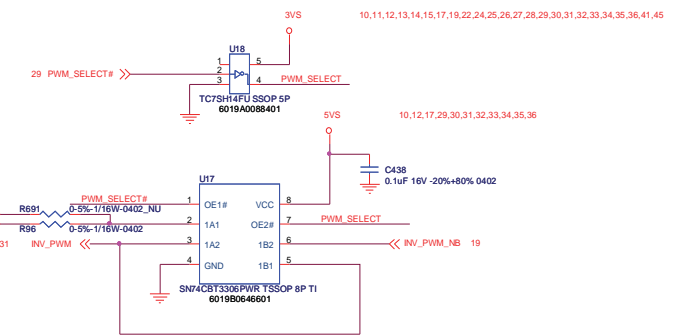 3VS 10,11,12,13,14,15,17,19,22,24,25,26,27,28,29,30,31,32,33,34,35,36,41,45
U18
1 5
29 PWM_SELECT# 2
3 4 PWM_SELECT
TC7SH14FU SSOP 5P
6019A0088401
5VS 10,12,17,29,30,31,32,33,34,35,36
C438
0.1uF 16V -20%+80% 0402
U17
PWM_SELECT# 1 OE1# VCC 8
R691 0-5%-1/16W-0402_NU
2 1A1 OE2# 7 PWM_SELECT
R96 0-5%-1/16W-0402
31 INV_PWM 3 1A2 1B2 6 INV_PWM_NB 19
4 GND 1B1 5
SN74CBT3306PWR TSSOP 8P TI
6019B0646601